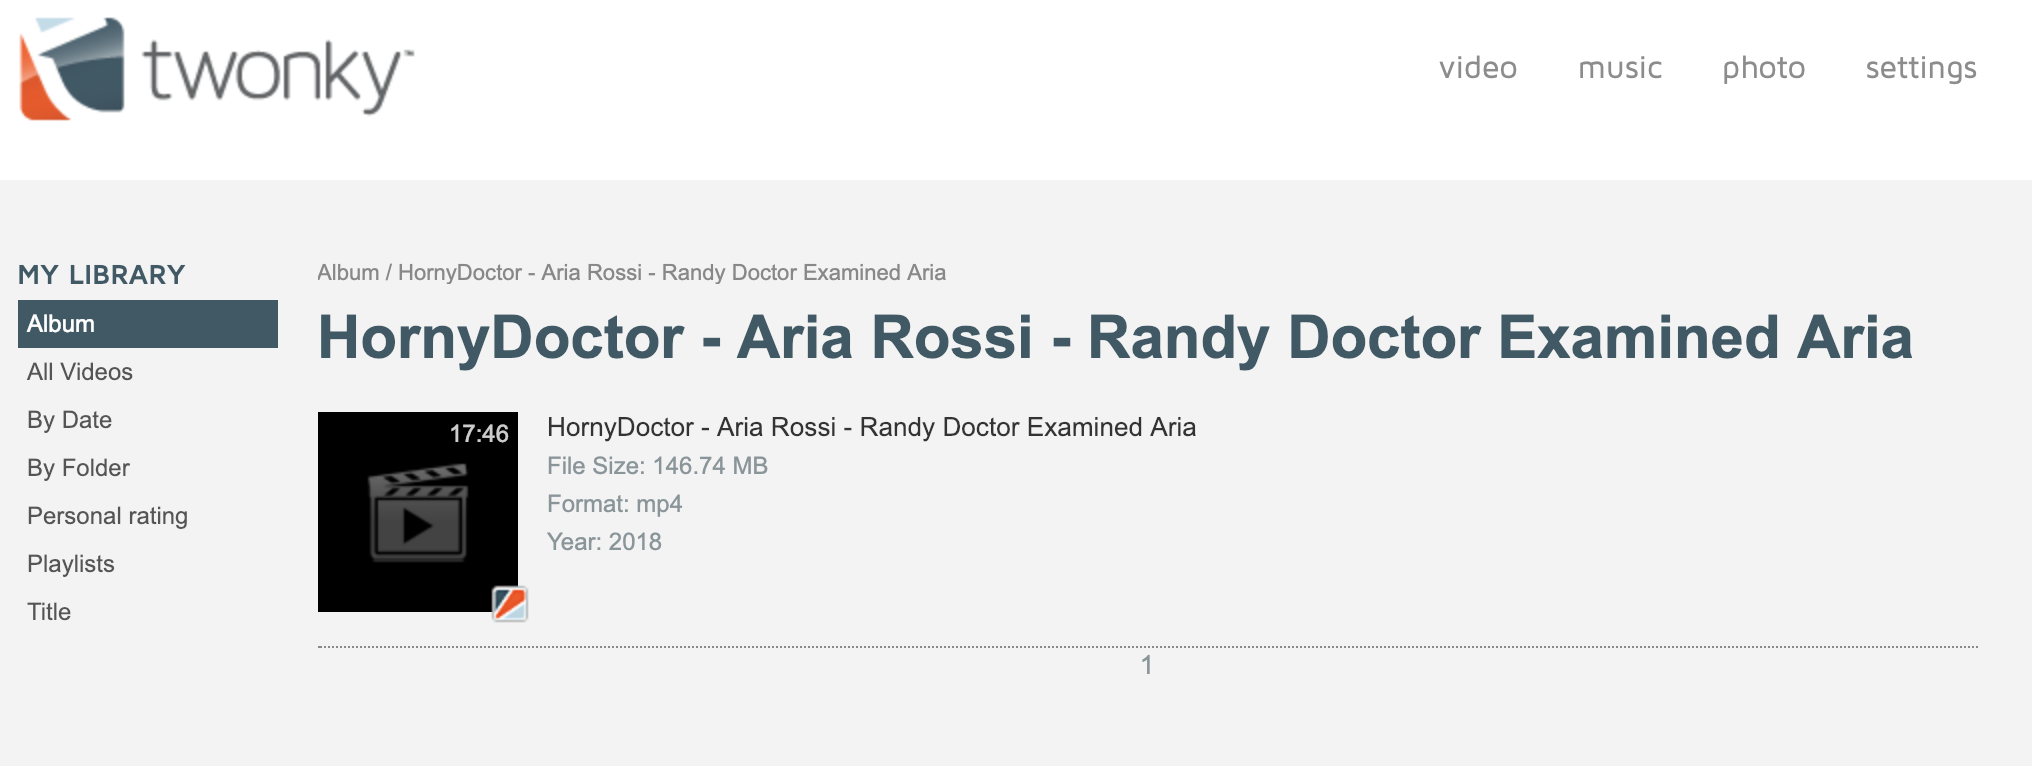 twonky™
video music photo settings
MY LIBRARY
Album
All Videos
By Date
By Folder
Personal rating
Playlists
Title
Album / HornyDoctor - Aria Rossi - Randy Doctor Examined Aria
HornyDoctor - Aria Rossi - Randy Doctor Examined Aria
17:46
HornyDoctor - Aria Rossi - Randy Doctor Examined Aria
File Size: 146.74 MB
Format: mp4
Year: 2018
1